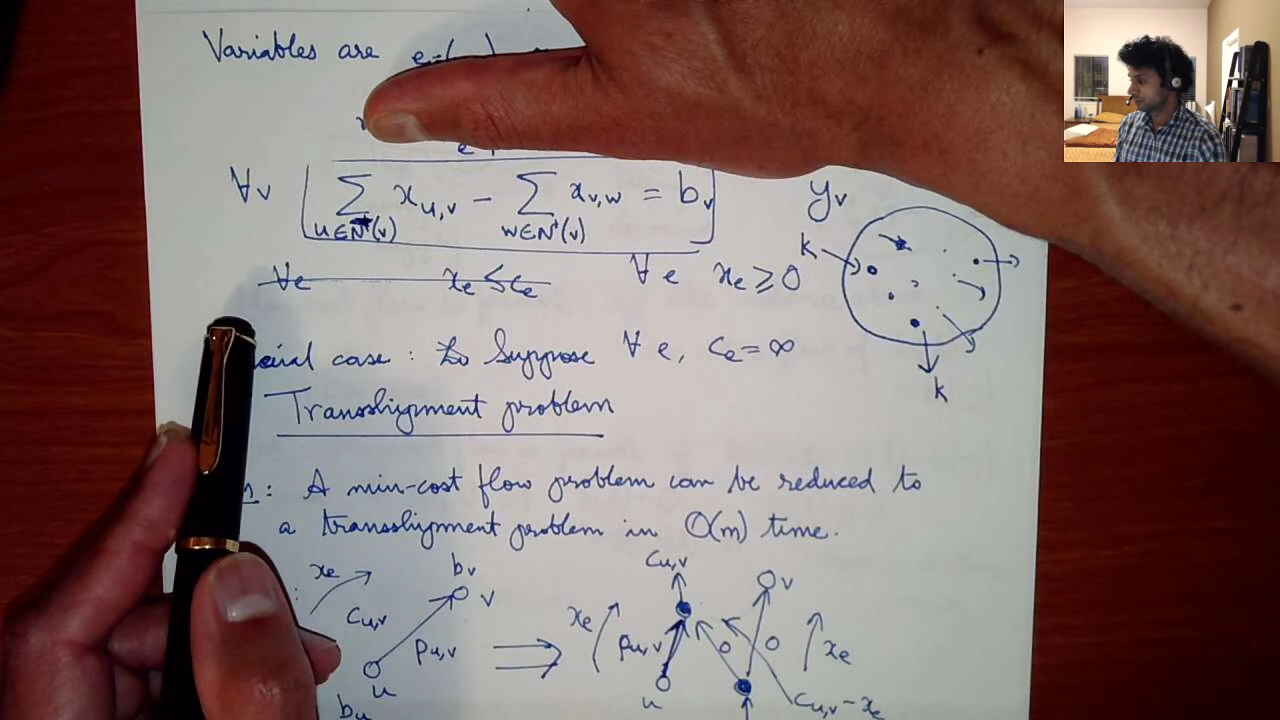 Variables are
∀v ∑ x_{u,v} - ∑ x_{v,w} = b_v
u∈N⁻(v) w∈N⁺(v)
y_v
∀e x_e ≤ c_e ∀ e x_e ≥ 0
k
case : Suppose ∀ e, c_e = ∞
k
Transshipment problem
: A min-cost flow problem can be reduced to
a transshipment problem in O(m) time.
x_e b_v c_{u,v} v
c_{u,v} v x_e
p_{u,v} p_{u,v} 0 0 x_e
u u
b_u c_{u,v} - x_e